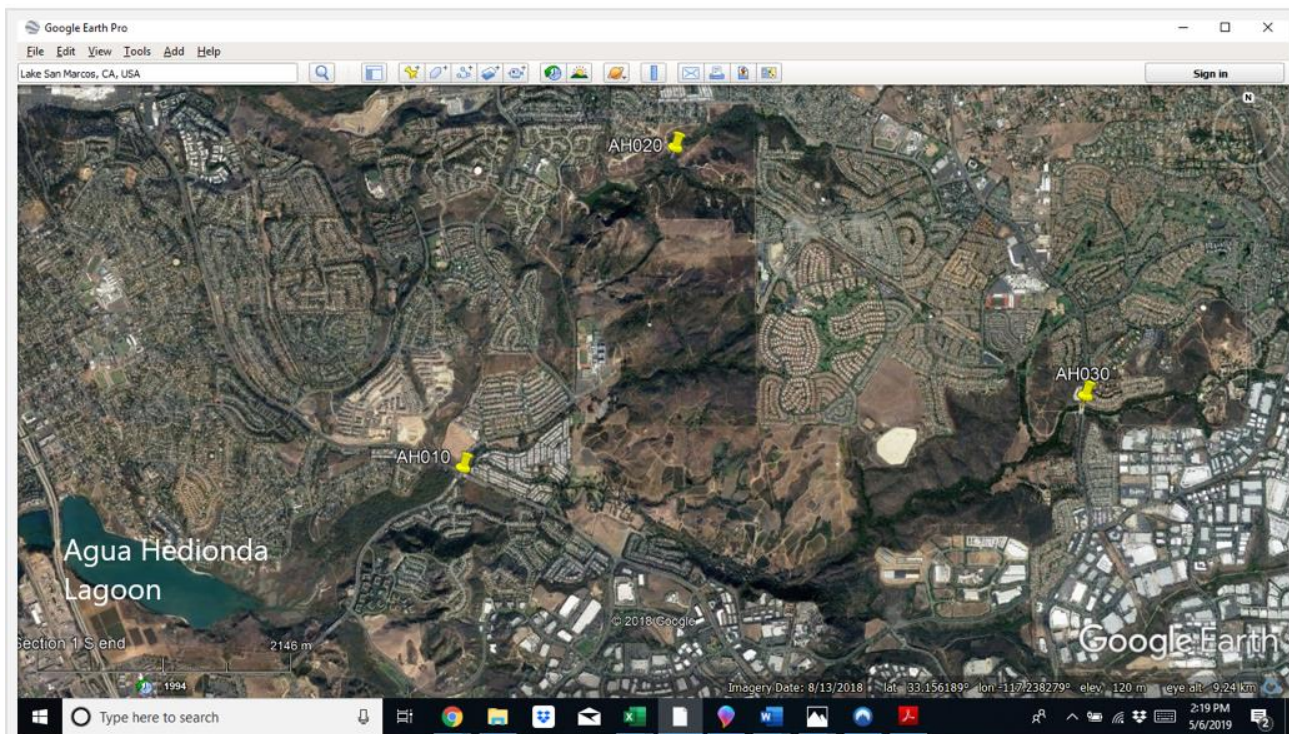 Google Earth Pro
File Edit View Tools Add Help
Lake San Marcos, CA, USA
Sign in
N
AH020
AH030
AH010
Agua Hedionda
Lagoon
© 2018 Google
Section 1 S end
2146 m
Google Earth
1994
Imagery Date: 8/13/2018 lat 33.156189° lon -117.238279° elev 120 m eye alt 9.24 km
Type here to search
2:19 PM
5/6/2019
2